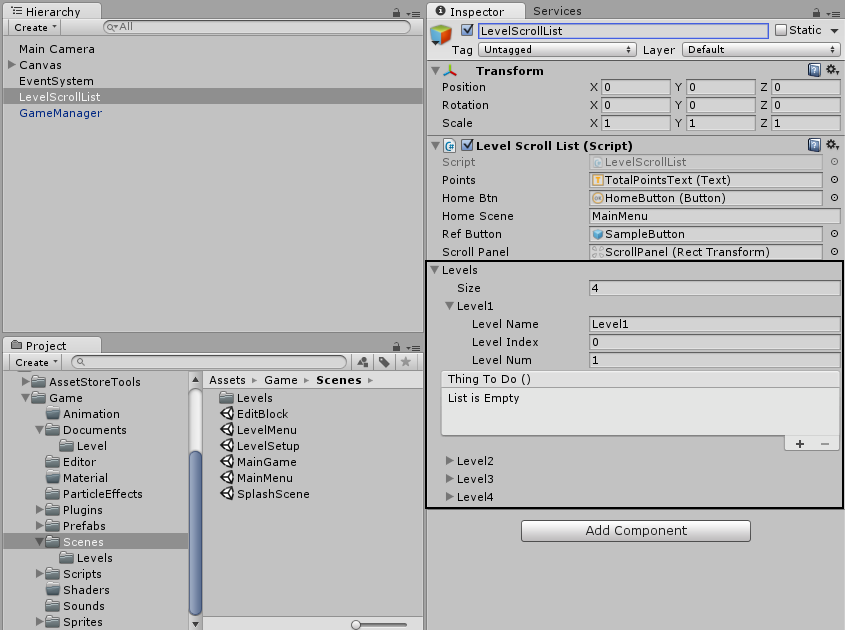 Hierarchy
Create
All
Main Camera
Canvas
EventSystem
LevelScrollList
GameManager
Project
Create
AssetStoreTools
Game
Animation
Documents
Level
Editor
Material
ParticleEffects
Plugins
Prefabs
Scenes
Levels
Scripts
Shaders
Sounds
Sprites
Assets Game Scenes
Levels
EditBlock
LevelMenu
LevelSetup
MainGame
MainMenu
SplashScene
Inspector Services
LevelScrollList Static
Tag Untagged Layer Default
Transform
Position X 0 Y 0 Z 0
Rotation X 0 Y 0 Z 0
Scale X 1 Y 1 Z 1
Level Scroll List (Script)
Script LevelScrollList
Points TotalPointsText (Text)
Home Btn HomeButton (Button)
Home Scene MainMenu
Ref Button SampleButton
Scroll Panel ScrollPanel (Rect Transform)
Levels
Size 4
Level1
Level Name Level1
Level Index 0
Level Num 1
Thing To Do ()
List is Empty
+ −
Level2
Level3
Level4
Add Component